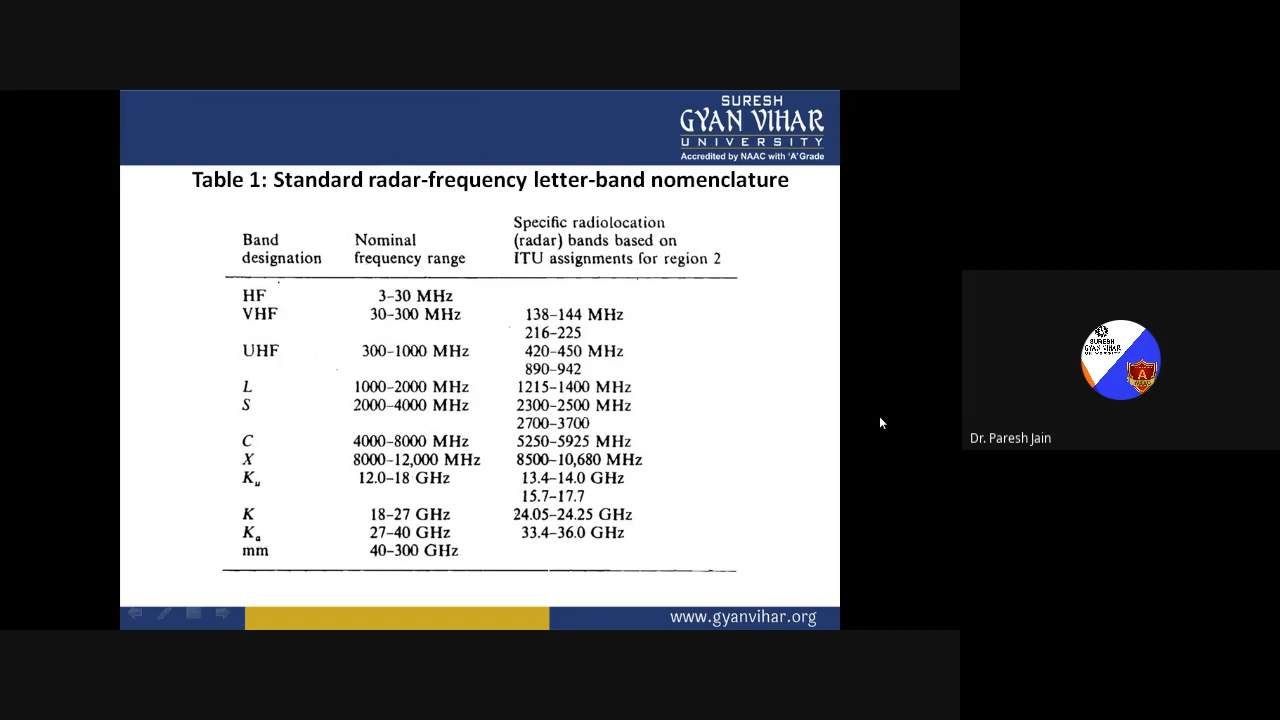 SURESH
GYAN VIHAR
UNIVERSITY
Accredited by NAAC with 'A' Grade
Table 1: Standard radar-frequency letter-band nomenclature
Band designation
Nominal frequency range
Specific radiolocation (radar) bands based on ITU assignments for region 2
HF 3–30 MHz
VHF 30–300 MHz 138–144 MHz
216–225
UHF 300–1000 MHz 420–450 MHz
890–942
L 1000–2000 MHz 1215–1400 MHz
S 2000–4000 MHz 2300–2500 MHz
2700–3700
C 4000–8000 MHz 5250–5925 MHz
X 8000–12,000 MHz 8500–10,680 MHz
Ku 12.0–18 GHz 13.4–14.0 GHz
15.7–17.7
K 18–27 GHz 24.05–24.25 GHz
Ka 27–40 GHz 33.4–36.0 GHz
mm 40–300 GHz
www.gyanvihar.org
SURESH
GYAN VIHAR
A
Dr. Paresh Jain